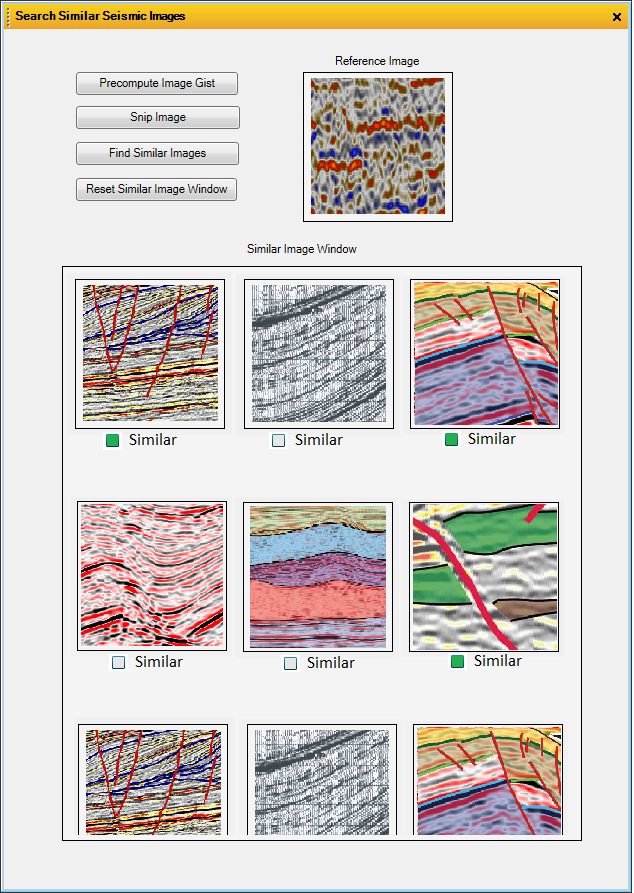 Search Similar Seismic Images
Reference Image
Precompute Image Gist
Snip Image
Find Similar Images
Reset Similar Image Window
Similar Image Window
Similar
Similar
Similar
Similar
Similar
Similar